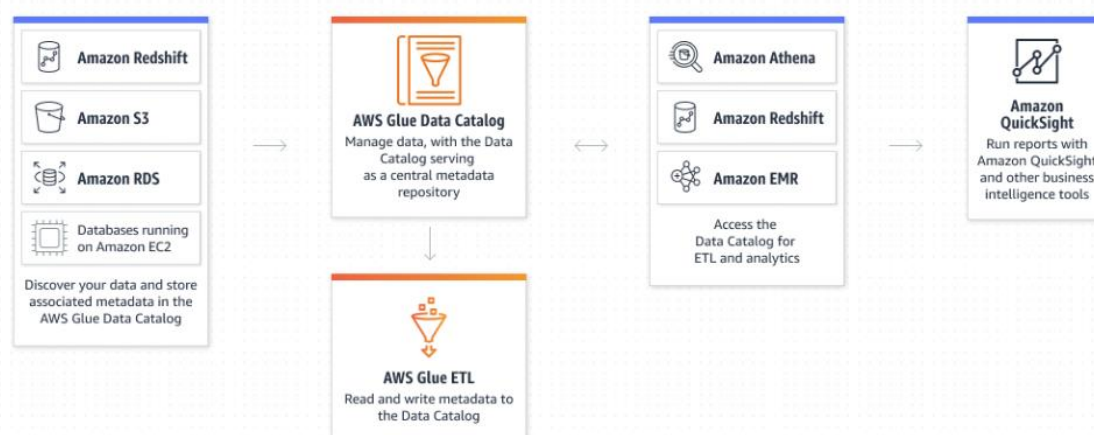 Amazon Redshift
Amazon S3
Amazon RDS
Databases running
on Amazon EC2
Discover your data and store
associated metadata in the
AWS Glue Data Catalog
AWS Glue Data Catalog
Manage data, with the Data
Catalog serving
as a central metadata
repository
AWS Glue ETL
Read and write metadata to
the Data Catalog
Amazon Athena
Amazon Redshift
Amazon EMR
Access the
Data Catalog for
ETL and analytics
Amazon
QuickSight
Run reports with
Amazon QuickSight
and other business
intelligence tools